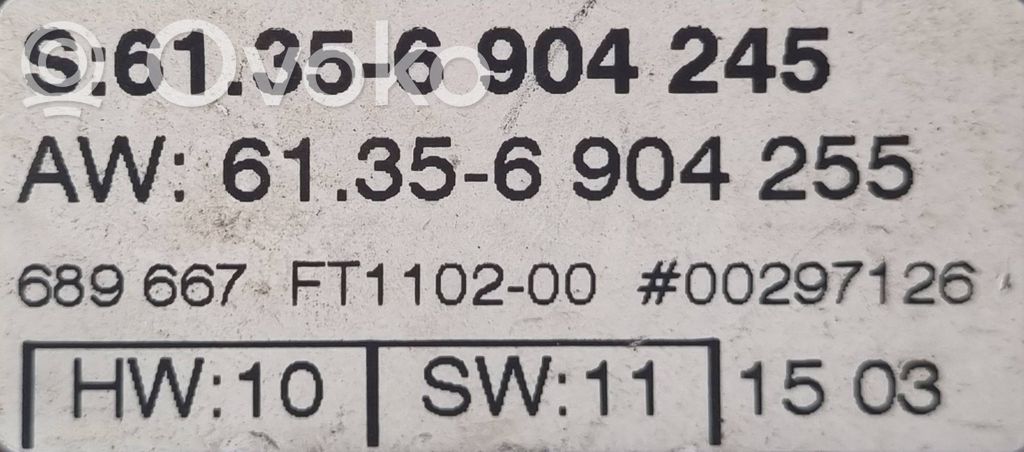 S:61.35-6 904 245
Ovoko
AW: 61.35-6 904 255
689 667 FT1102-00 #00297126
HW:10 SW:11 15 03